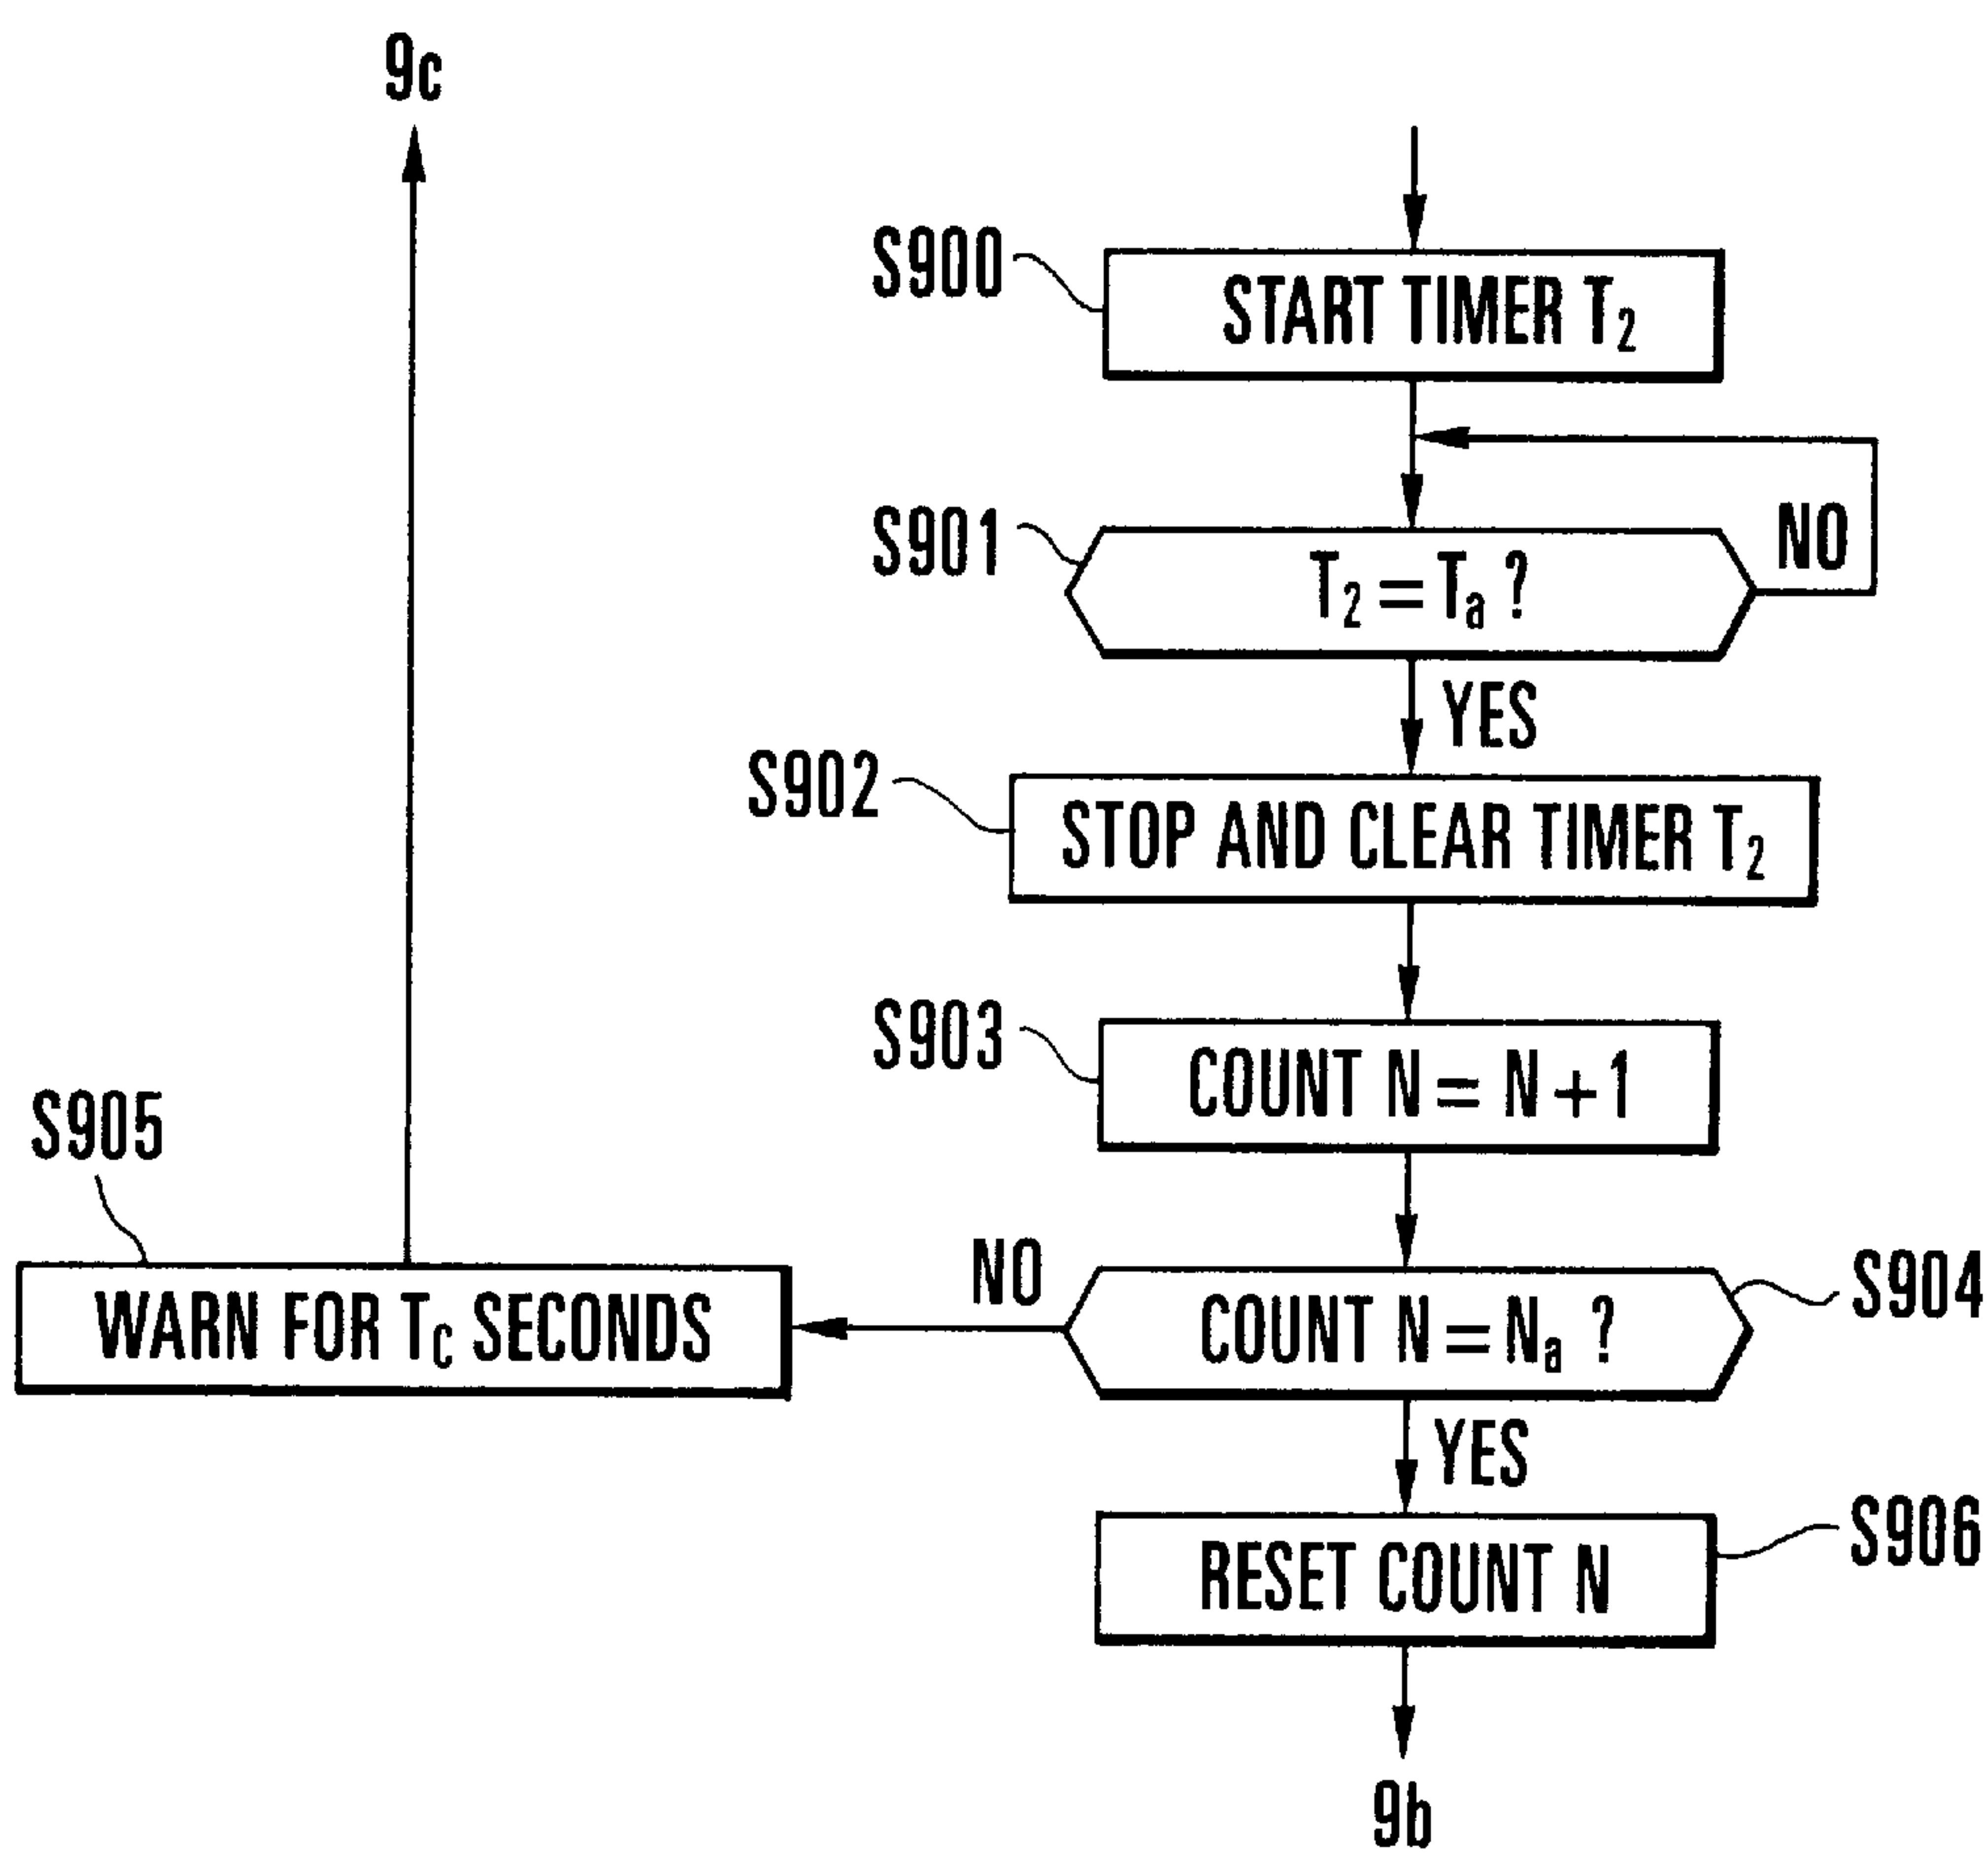 9c
S900
START TIMER T2
S901
T2 = Ta ?
NO
YES
S902
STOP AND CLEAR TIMER T2
S903
COUNT N = N + 1
S905
WARN FOR TC SECONDS
NO
S904
COUNT N = Na ?
YES
S906
RESET COUNT N
9b